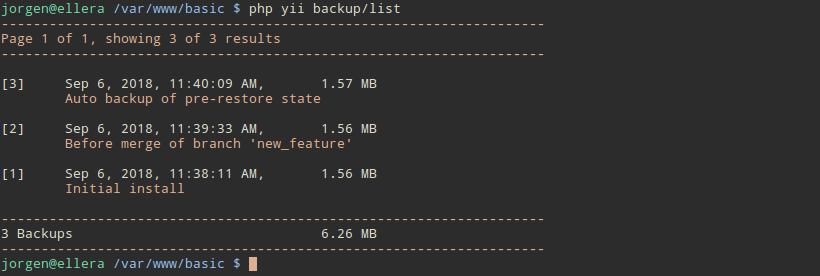 jorgen@ellera /var/www/basic $ php yii backup/list
--------------------------------------------------------------------
Page 1 of 1, showing 3 of 3 results
--------------------------------------------------------------------
[3] Sep 6, 2018, 11:40:09 AM, 1.57 MB
Auto backup of pre-restore state
[2] Sep 6, 2018, 11:39:33 AM, 1.56 MB
Before merge of branch 'new_feature'
[1] Sep 6, 2018, 11:38:11 AM, 1.56 MB
Initial install
--------------------------------------------------------------------
3 Backups 6.26 MB
--------------------------------------------------------------------
jorgen@ellera /var/www/basic $